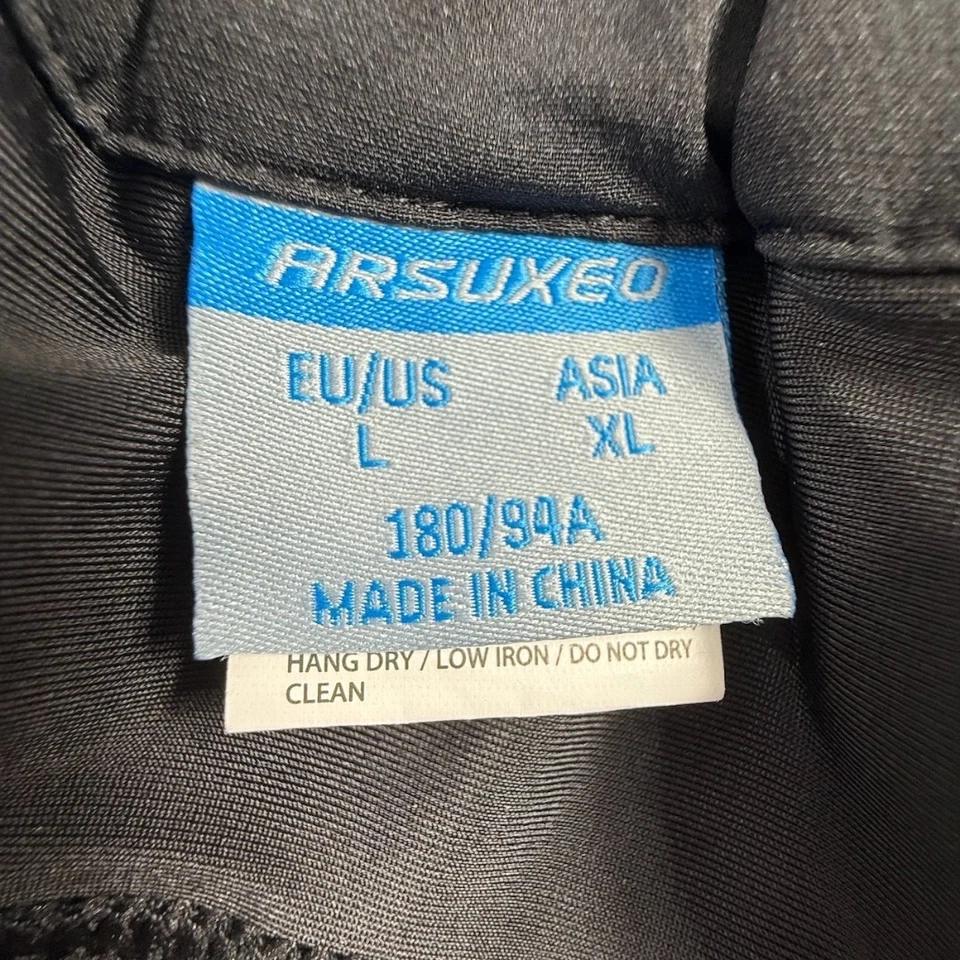 ARSUXEO
EU/US ASIA
L XL
180/94A
MADE IN CHINA
HANG DRY / LOW IRON / DO NOT DRY
CLEAN